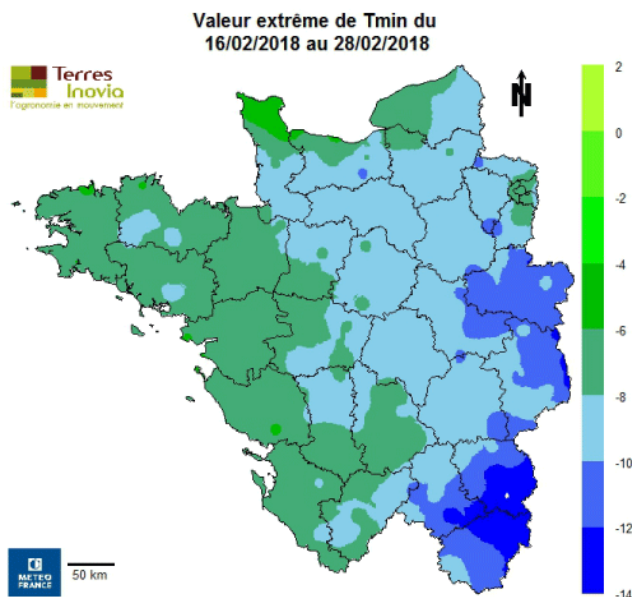 Valeur extrême de Tmin du
16/02/2018 au 28/02/2018
Terres
Inovia
l'agronomie en mouvement
N
2
0
-2
-4
-6
-8
-10
-12
-14
METEO
FRANCE
50 km